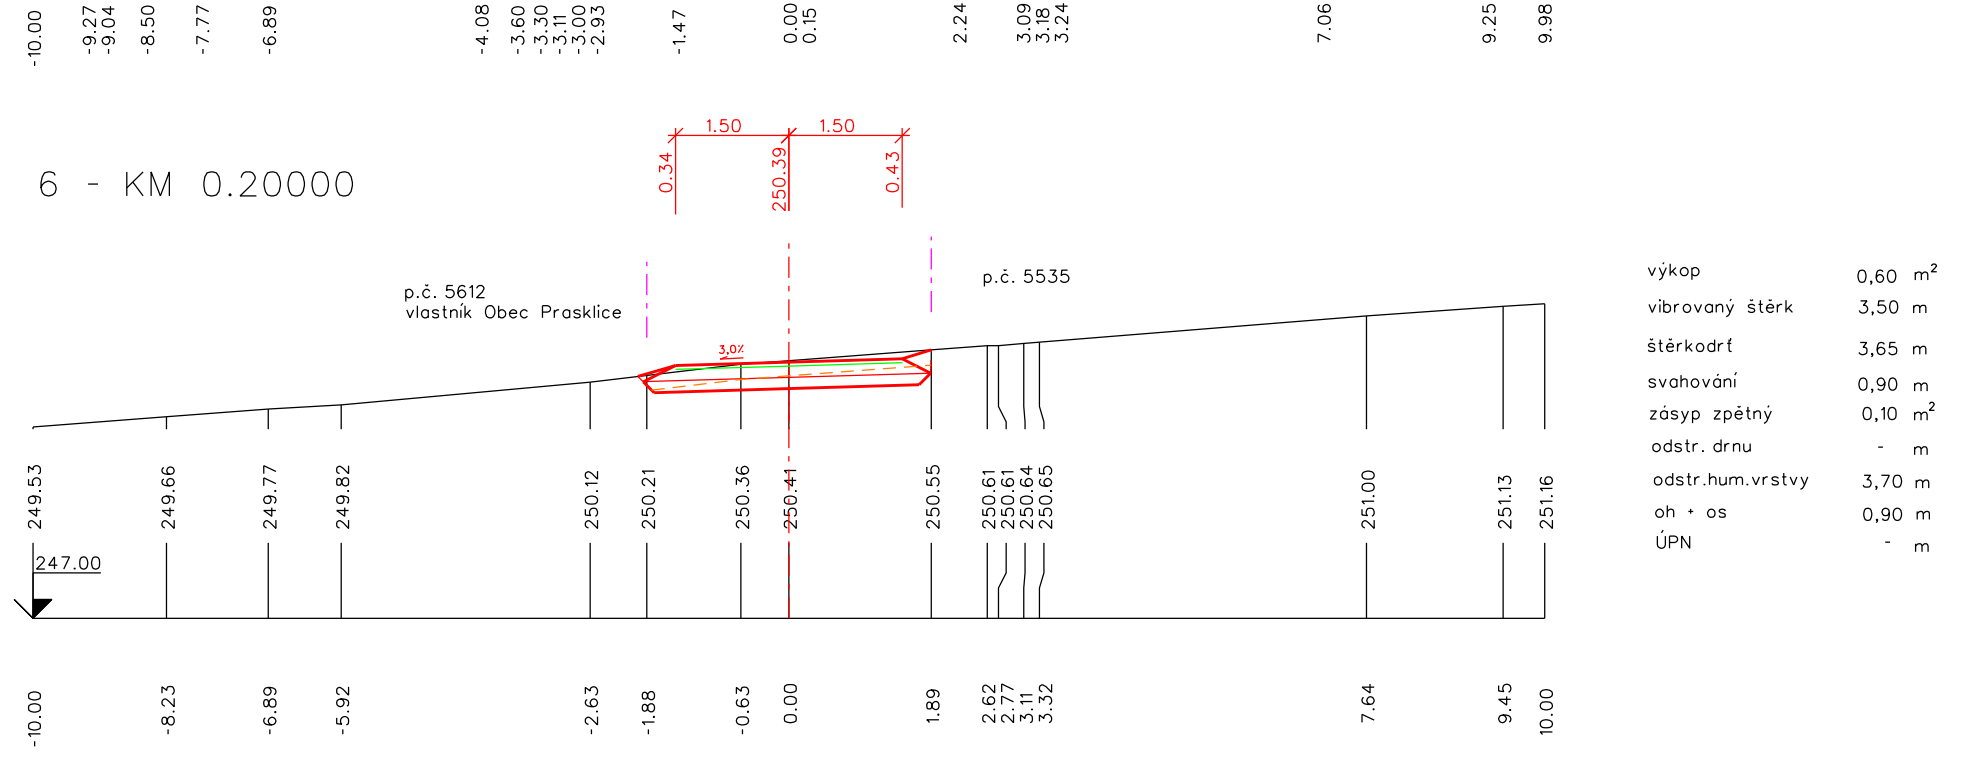 -10.00 -9.27 -9.04 -8.50 -7.77 -6.89 -4.08 -3.60 -3.30 -3.11 -3.00 -2.93 -1.47 0.00 0.15 2.24 3.09 3.18 3.24 7.06 9.25 9.98
1.50 1.50
0.34 250.39 0.43
6 - KM 0.20000
p.č. 5612
vlastník Obec Prasklice
p.č. 5535
3,0%
výkop 0,60 m²
vibrovaný štěrk 3,50 m
štěrkodrť 3,65 m
svahování 0,90 m
zásyp zpětný 0,10 m²
odstr. drnu - m
odstr.hum.vrstvy 3,70 m
oh + os 0,90 m
ÚPN - m
249.53 249.66 249.77 249.82 250.12 250.21 250.36 250.41 250.55 250.61 250.61 250.64 250.65 251.00 251.13 251.16
247.00
-10.00 -8.23 -6.89 -5.92 -2.63 -1.88 -0.63 0.00 1.89 2.62 2.77 3.11 3.32 7.64 9.45 10.00